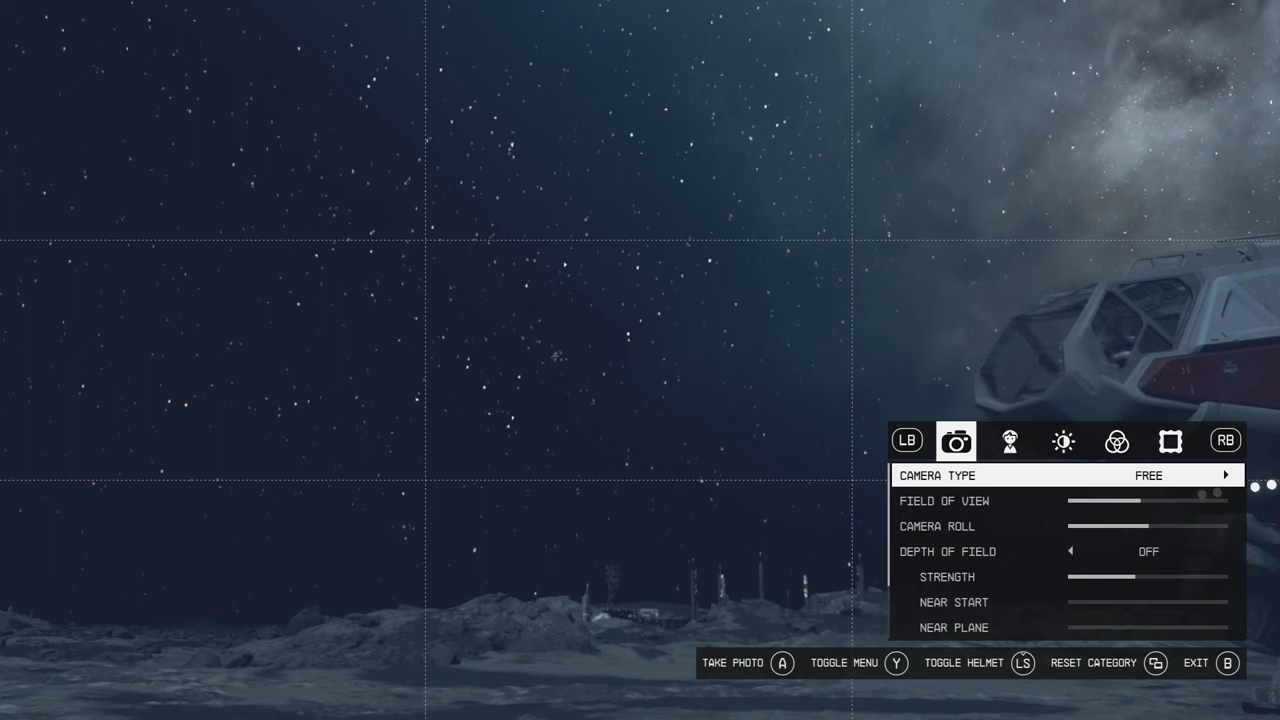 LB RB
CAMERA TYPE FREE
FIELD OF VIEW
CAMERA ROLL
DEPTH OF FIELD OFF
STRENGTH
NEAR START
NEAR PLANE
TAKE PHOTO A TOGGLE MENU Y TOGGLE HELMET LS RESET CATEGORY EXIT B